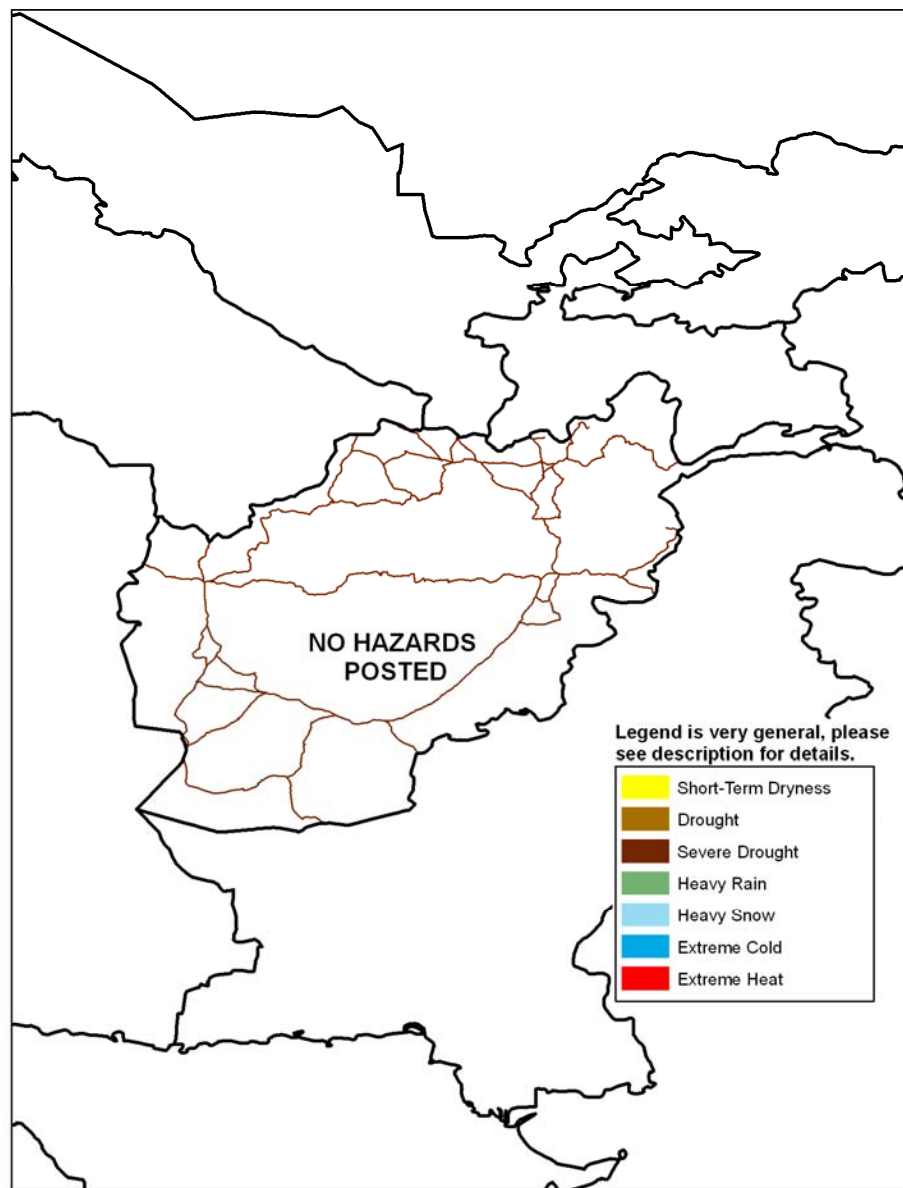 NO HAZARDS
POSTED
Legend is very general, please
see description for details.
Short-Term Dryness
Drought
Severe Drought
Heavy Rain
Heavy Snow
Extreme Cold
Extreme Heat